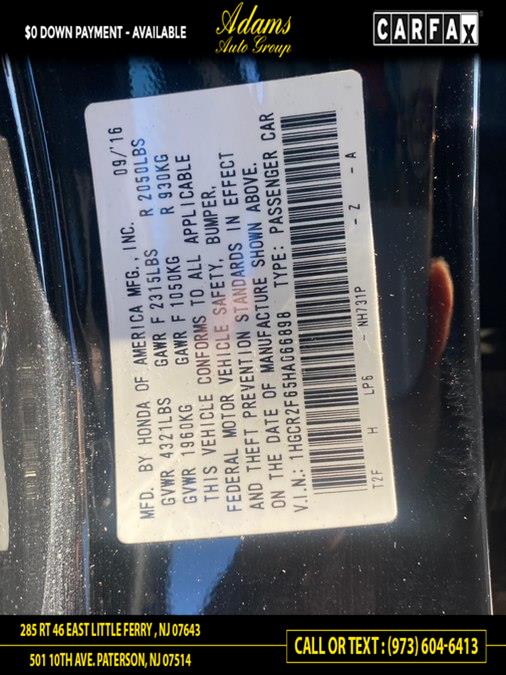 $0 DOWN PAYMENT - AVAILABLE
Adams
Auto Group
CARFAX
MFD. BY HONDA OF AMERICA MFG., INC. 09/'16
GVWR 4321LBS GAWR F 2315LBS R 2050LBS
GVWR 1960KG GAWR F 1050KG R 930KG
THIS VEHICLE CONFORMS TO ALL APPLICABLE
FEDERAL MOTOR VEHICLE SAFETY, BUMPER,
AND THEFT PREVENTION STANDARDS IN EFFECT
ON THE DATE OF MANUFACTURE SHOWN ABOVE.
V.I.N.: 1HGCR2F65HA066898 TYPE: PASSENGER CAR
T2F H LP6 - NH731P - Z - A
285 RT 46 EAST LITTLE FERRY , NJ 07643
501 10TH AVE. PATERSON, NJ 07514
CALL OR TEXT : (973) 604-6413